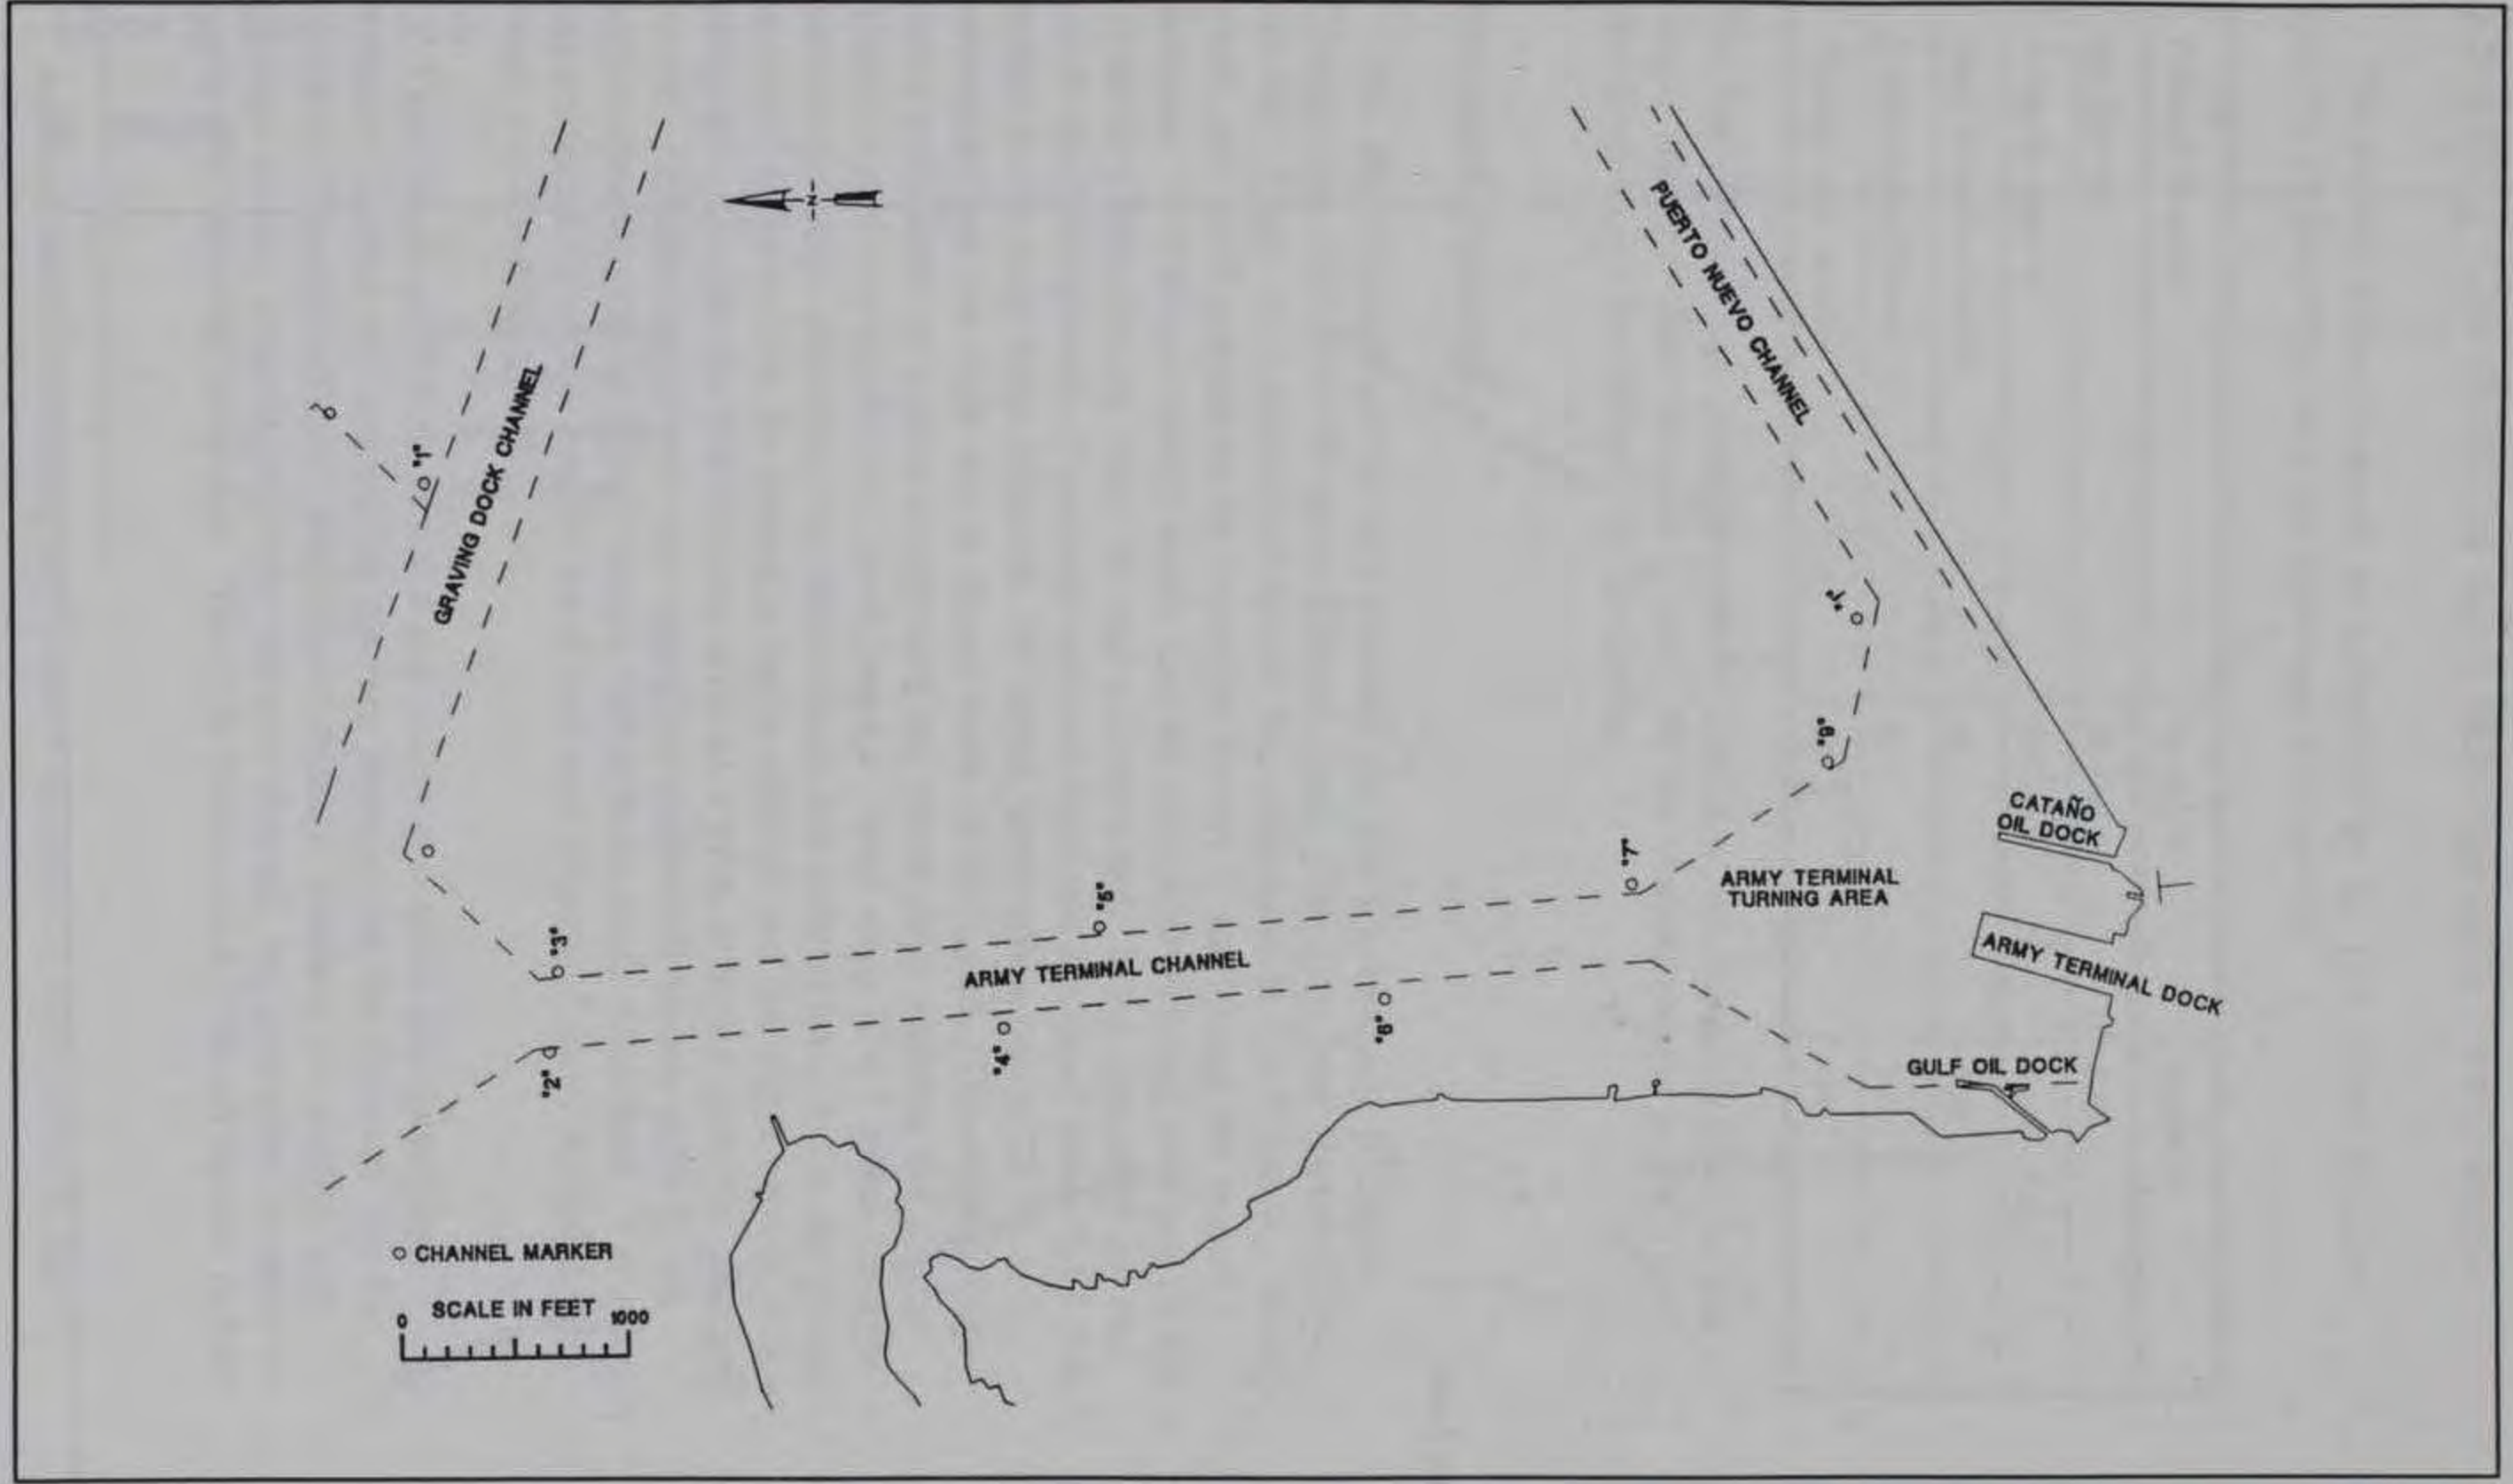 N
GRAVING DOCK CHANNEL
PUERTO NUEVO CHANNEL
"1"
"J"
"9"
"7"
"5"
"3"
CATAÑO
OIL DOCK
ARMY TERMINAL
TURNING AREA
ARMY TERMINAL CHANNEL
ARMY TERMINAL DOCK
"2"
"4"
"6"
GULF OIL DOCK
CHANNEL MARKER
SCALE IN FEET
0 1000